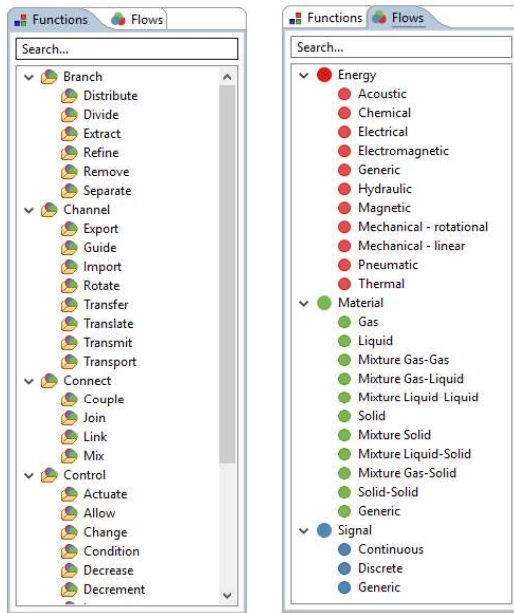 Functions
Flows
Search...
Branch
Distribute
Divide
Extract
Refine
Remove
Separate
Channel
Export
Guide
Import
Rotate
Transfer
Translate
Transmit
Transport
Connect
Couple
Join
Link
Mix
Control
Actuate
Allow
Change
Condition
Decrease
Decrement
Functions
Flows
Search...
Energy
Acoustic
Chemical
Electrical
Electromagnetic
Generic
Hydraulic
Magnetic
Mechanical - rotational
Mechanical - linear
Pneumatic
Thermal
Material
Gas
Liquid
Mixture Gas-Gas
Mixture Gas-Liquid
Mixture Liquid-Liquid
Solid
Mixture Solid
Mixture Liquid-Solid
Mixture Gas-Solid
Solid-Solid
Generic
Signal
Continuous
Discrete
Generic